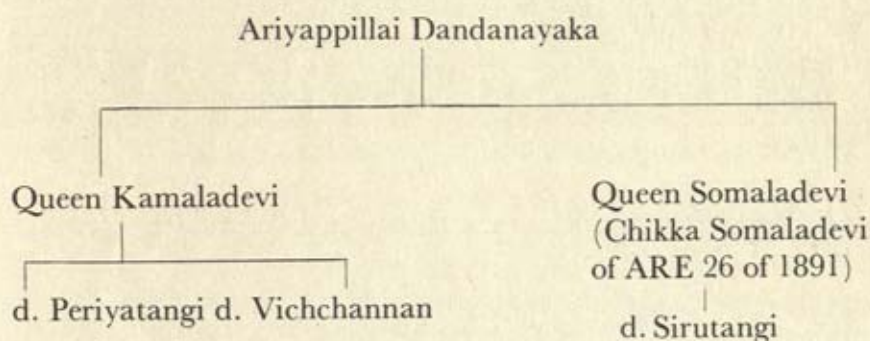 Ariyappillai Dandanayaka
Queen Kamaladevi
d. Periyatangi d. Vichchannan
Queen Somaladevi
(Chikka Somaladevi
of ARE 26 of 1891)
d. Sirutangi